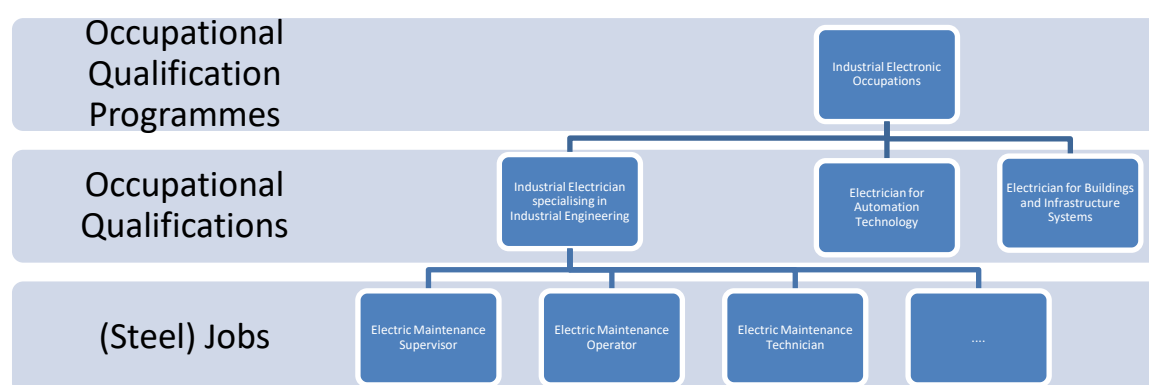 Occupational
Qualification
Programmes
Industrial Electronic
Occupations
Occupational
Qualifications
Industrial Electrician
specialising in
Industrial Engineering
Electrician for
Automation
Technology
Electrician for Buildings
and Infrastructure
Systems
(Steel) Jobs
Electric Maintenance
Supervisor
Electric Maintenance
Operator
Electric Maintenance
Technician
....